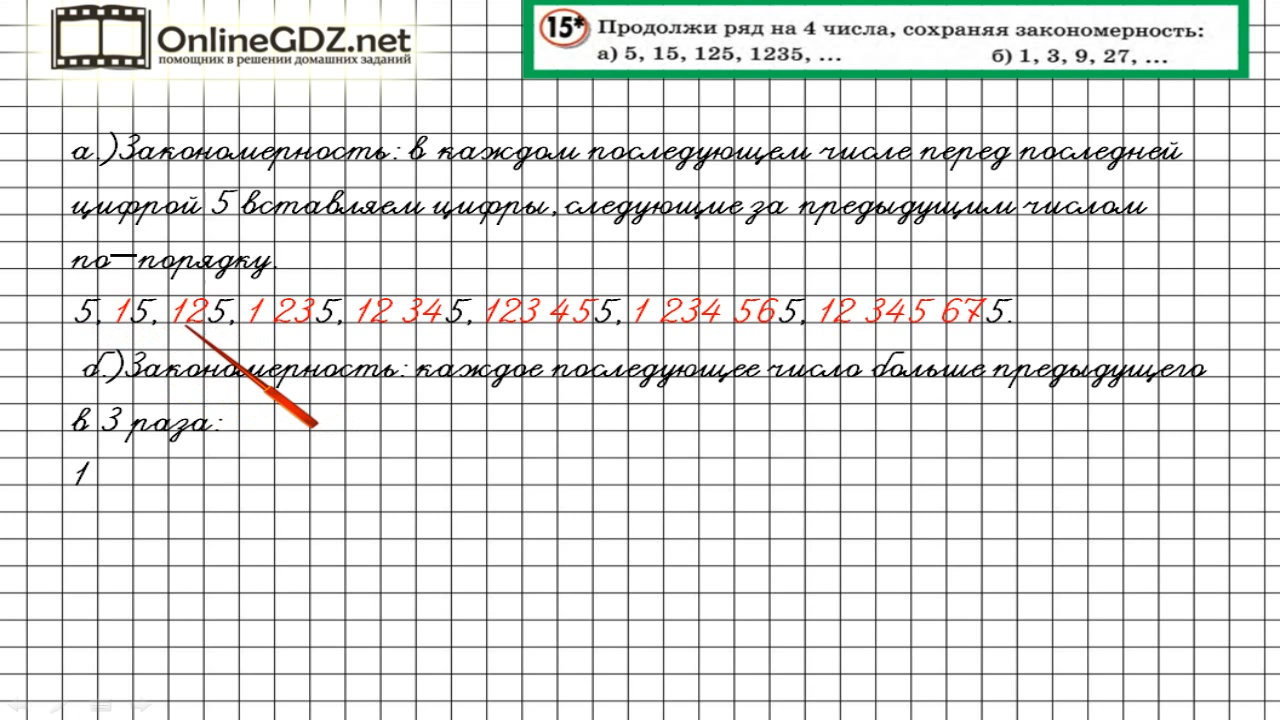 OnlineGDZ.net
помощник в решении домашних заданий
15* Продолжи ряд на 4 числа, сохраняя закономерность:
а) 5, 15, 125, 1235, ... б) 1, 3, 9, 27, ...
а.)Закономерность: в каждом последующем числе перед последней
цифрой 5 вставляем цифры, следующие за предыдущим числом
по–порядку.
5, 15, 125, 1 235, 12 345, 123 455, 1 234 565, 12 345 675.
б.)Закономерность: каждое последующее число больше предыдущего
в 3 раза:
1